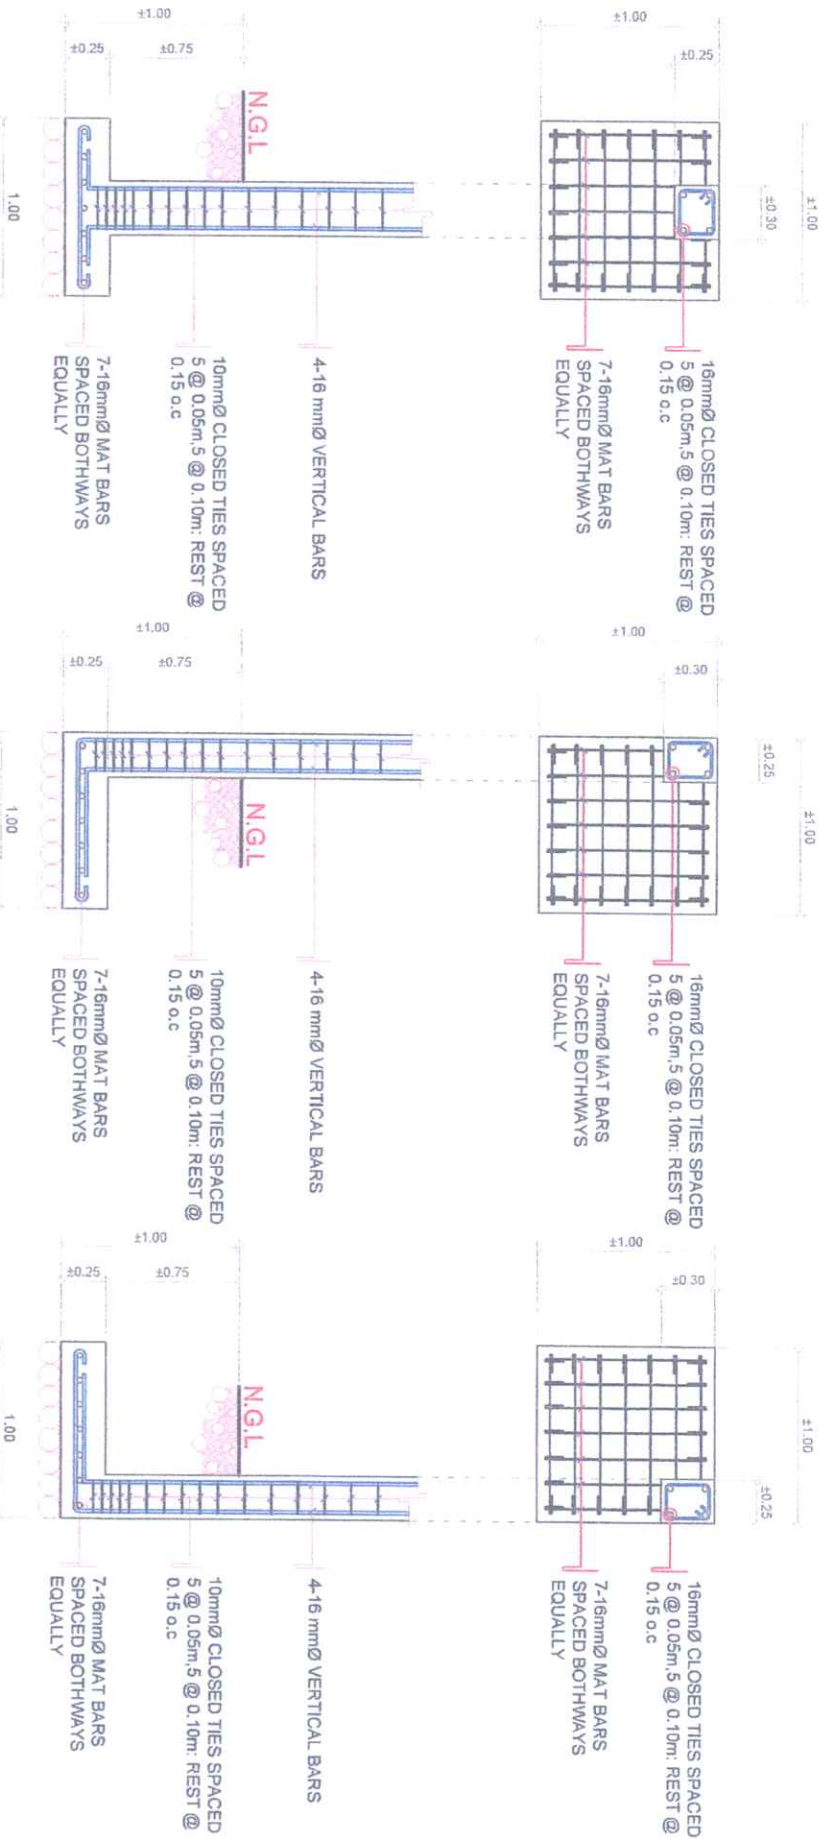 ±1.00
±0.30
±1.00
±0.25
16mmØ CLOSED TIES SPACED
5 @ 0.05m,5 @ 0.10m: REST @
0.15 o.c
7-16mmØ MAT BARS
SPACED BOTHWAYS
EQUALLY
±1.00
±0.25
±0.75
N.G.L
4-16 mmØ VERTICAL BARS
10mmØ CLOSED TIES SPACED
5 @ 0.05m,5 @ 0.10m: REST @
0.15 o.c
7-16mmØ MAT BARS
SPACED BOTHWAYS
EQUALLY
1.00
±1.00
±0.25
±1.00
±0.30
16mmØ CLOSED TIES SPACED
5 @ 0.05m,5 @ 0.10m: REST @
0.15 o.c
7-16mmØ MAT BARS
SPACED BOTHWAYS
EQUALLY
±1.00
±0.25
±0.75
N.G.L
4-16 mmØ VERTICAL BARS
10mmØ CLOSED TIES SPACED
5 @ 0.05m,5 @ 0.10m: REST @
0.15 o.c
7-16mmØ MAT BARS
SPACED BOTHWAYS
EQUALLY
1.00
±1.00
±0.25
±1.00
±0.30
16mmØ CLOSED TIES SPACED
5 @ 0.05m,5 @ 0.10m: REST @
0.15 o.c
7-16mmØ MAT BARS
SPACED BOTHWAYS
EQUALLY
±1.00
±0.25
±0.75
N.G.L
4-16 mmØ VERTICAL BARS
10mmØ CLOSED TIES SPACED
5 @ 0.05m,5 @ 0.10m: REST @
0.15 o.c
7-16mmØ MAT BARS
SPACED BOTHWAYS
EQUALLY
1.00